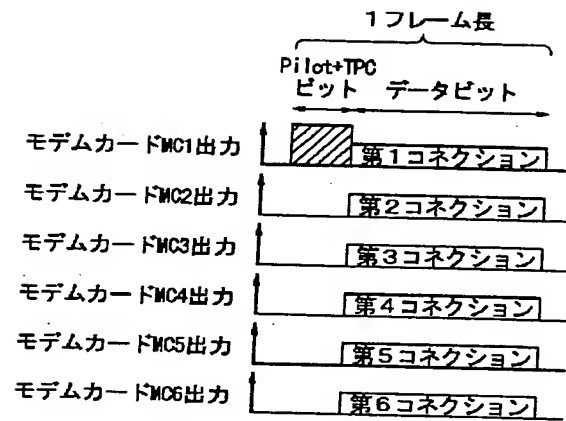 １フレーム長
Pilot+TPC
ビット
データビット
モデムカードMC1出力
第１コネクション
モデムカードMC2出力
第２コネクション
モデムカードMC3出力
第３コネクション
モデムカードMC4出力
第４コネクション
モデムカードMC5出力
第５コネクション
モデムカードMC6出力
第６コネクション